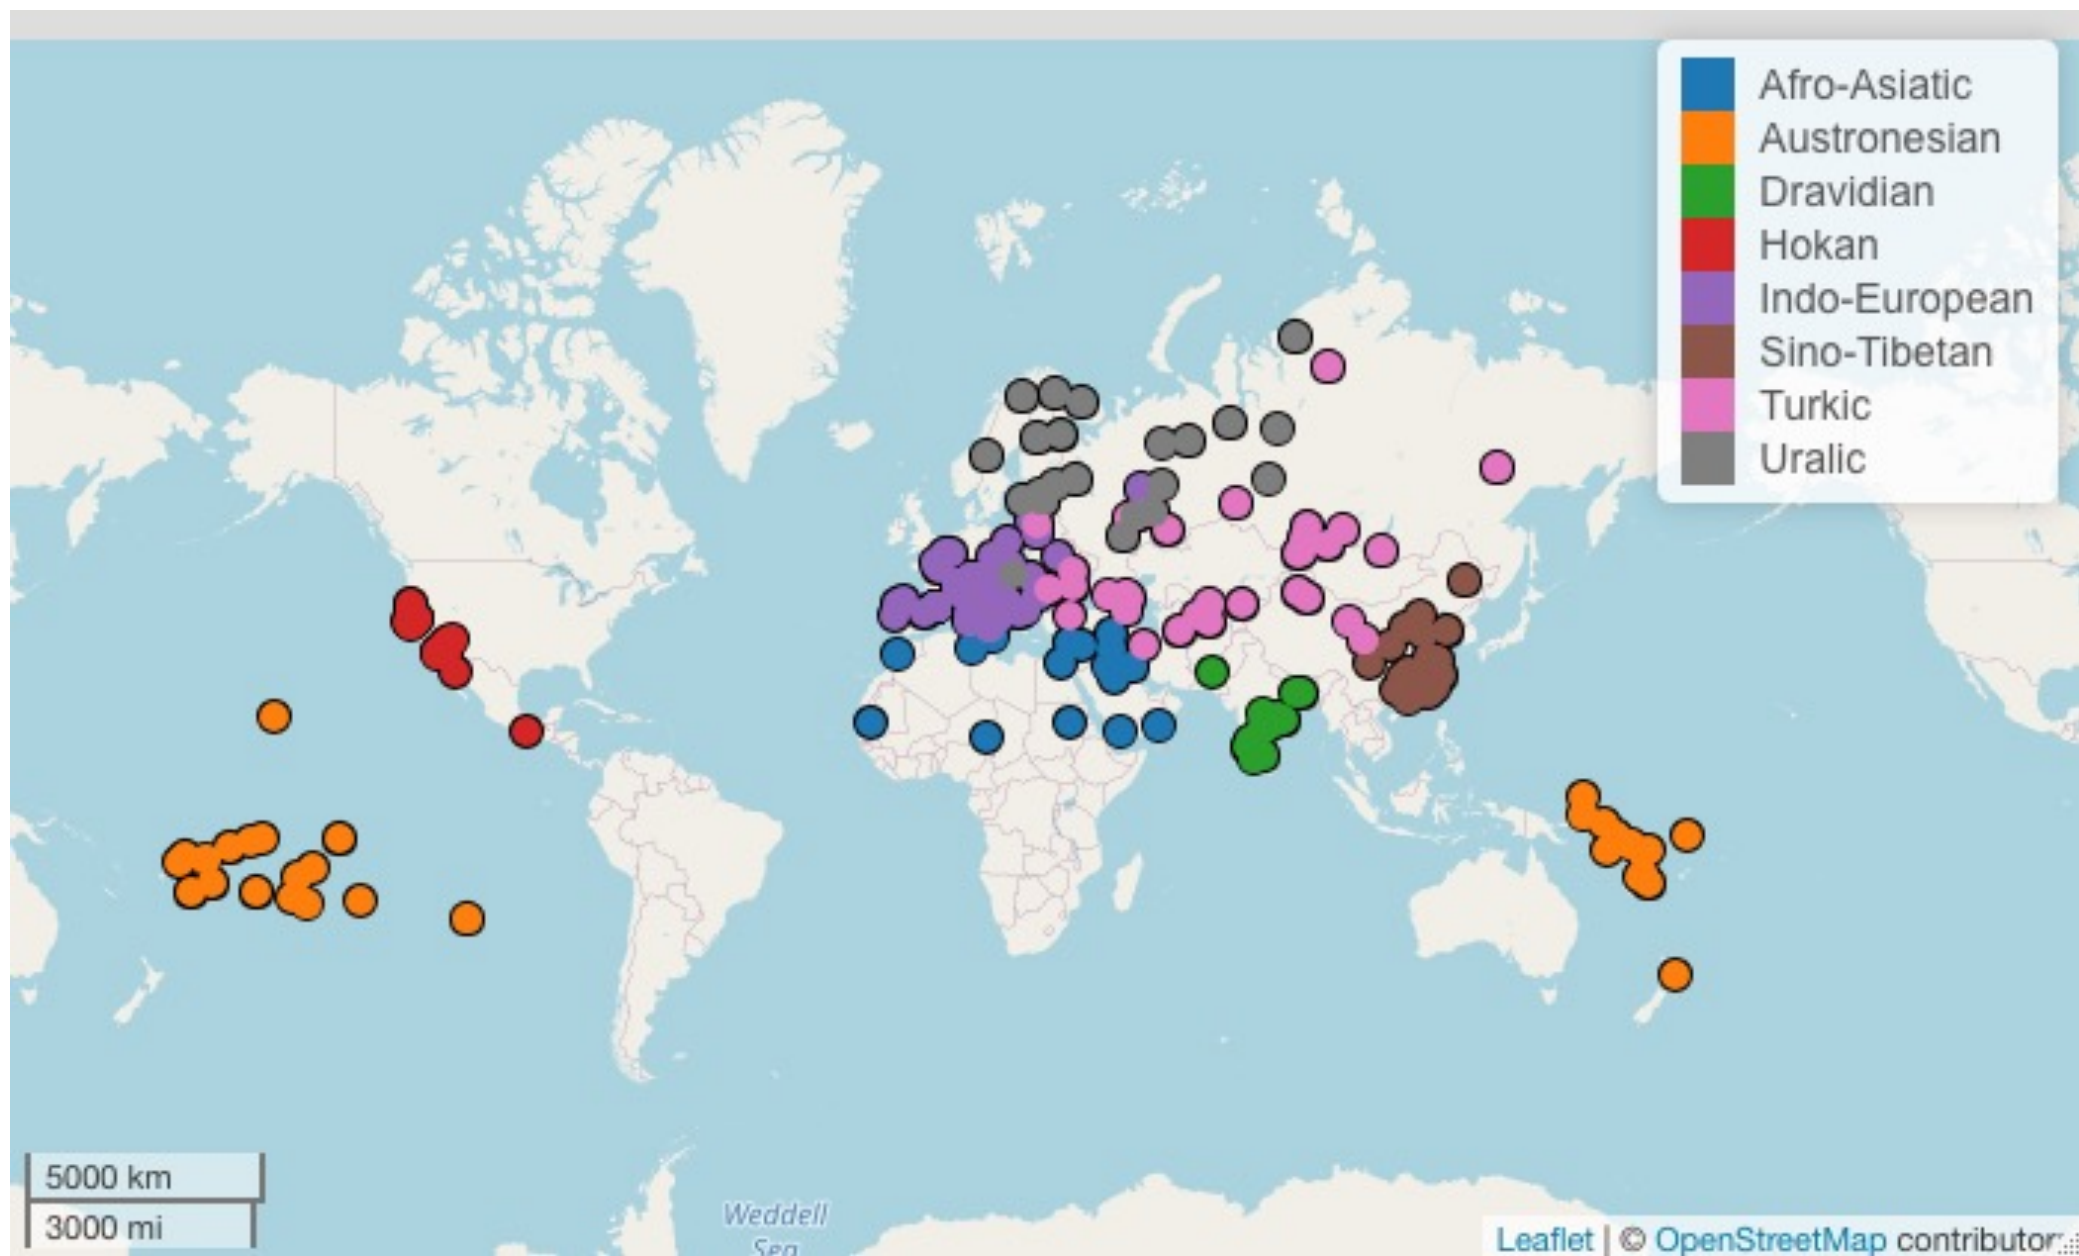 Afro-Asiatic
Austronesian
Dravidian
Hokan
Indo-European
Sino-Tibetan
Turkic
Uralic
5000 km
3000 mi
Weddell
Sea
Leaflet | © OpenStreetMap contributors